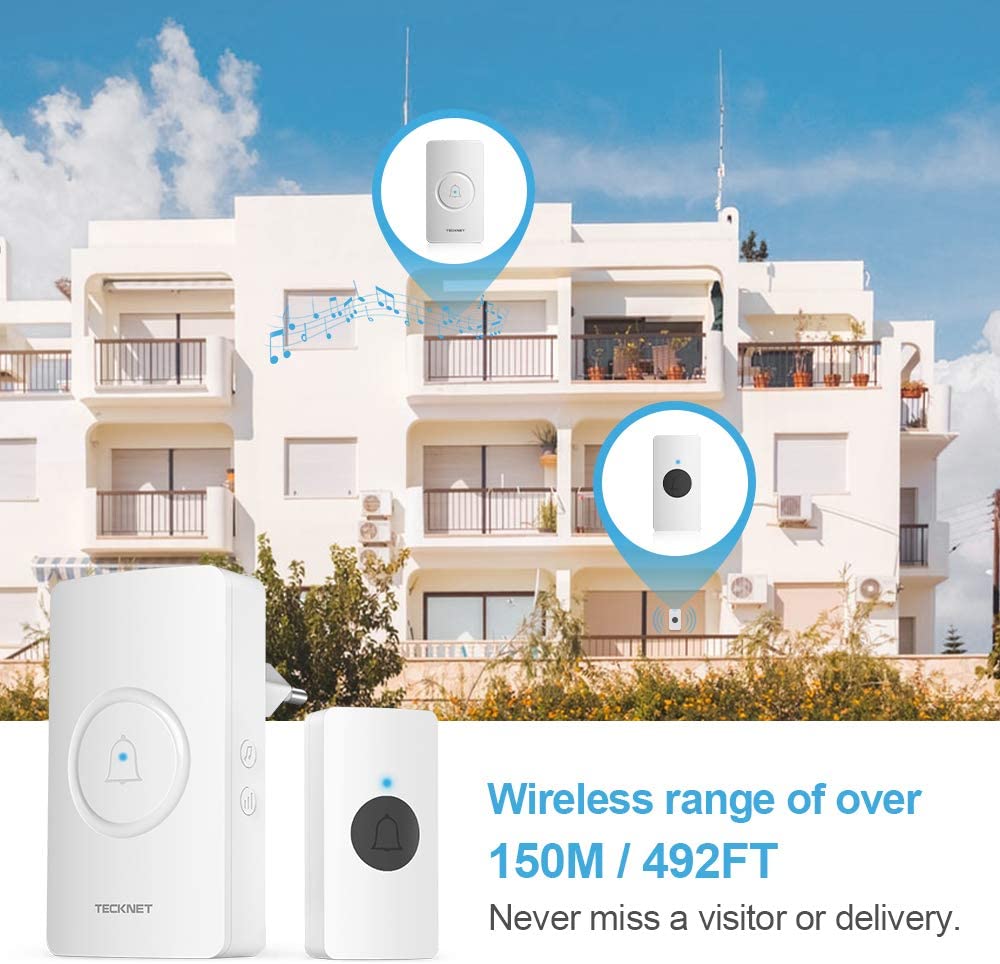 TECKNET
TECKNET
Wireless range of over
150M / 492FT
Never miss a visitor or delivery.